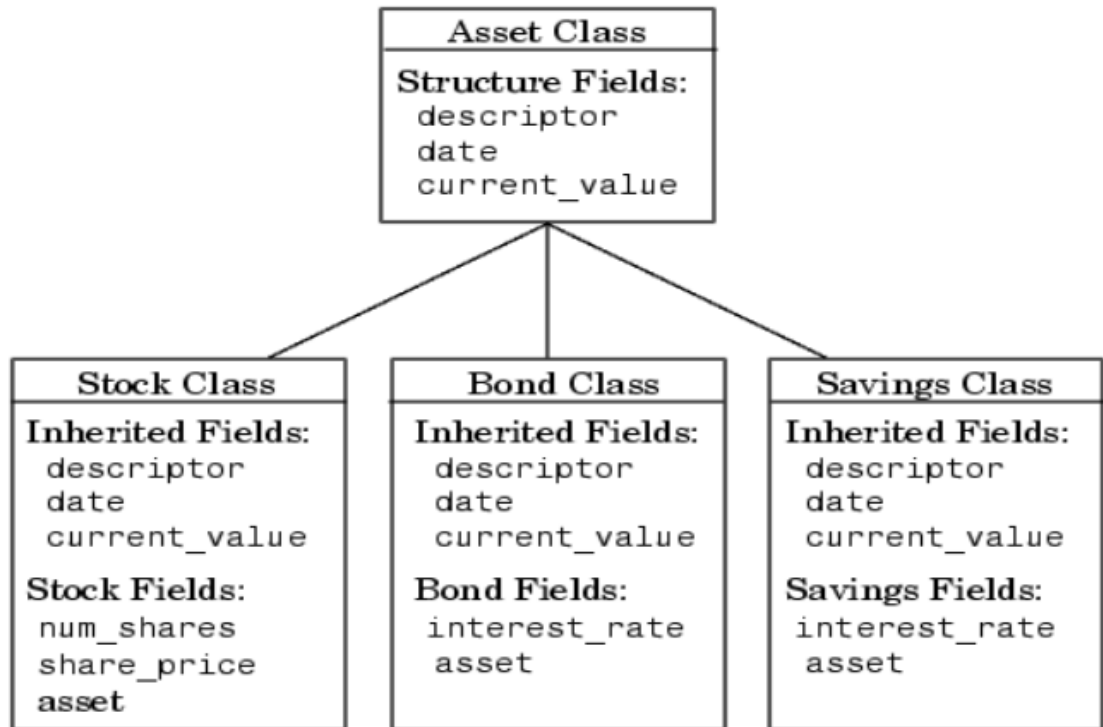 Asset Class
Structure Fields:
descriptor
date
current_value
Stock Class
Inherited Fields:
descriptor
date
current_value
Stock Fields:
num_shares
share_price
asset
Bond Class
Inherited Fields:
descriptor
date
current_value
Bond Fields:
interest_rate
asset
Savings Class
Inherited Fields:
descriptor
date
current_value
Savings Fields:
interest_rate
asset